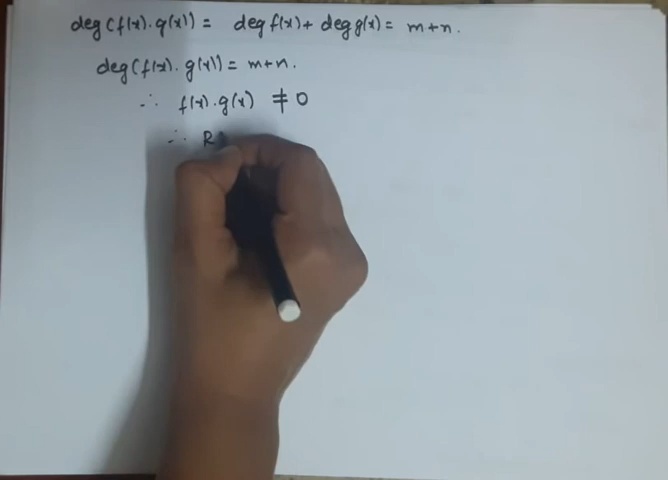 deg(f(x).g(x)) = deg f(x) + deg g(x) = m+n.
deg(f(x).g(x)) = m+n.
∴ f(x).g(x) ≠ 0
∴ R